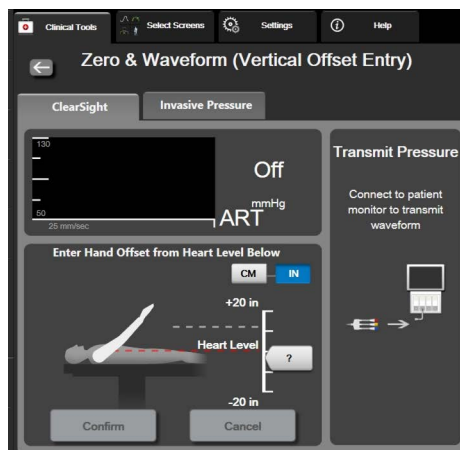 Clinical Tools
Select Screens
Settings
Help
Zero & Waveform (Vertical Offset Entry)
ClearSight
Invasive Pressure
130
50
25 mm/sec
Off
mmHg
ART
Transmit Pressure
Connect to patient
monitor to transmit
waveform
Enter Hand Offset from Heart Level Below
CM
IN
+20 in
Heart Level
?
-20 in
Confirm
Cancel